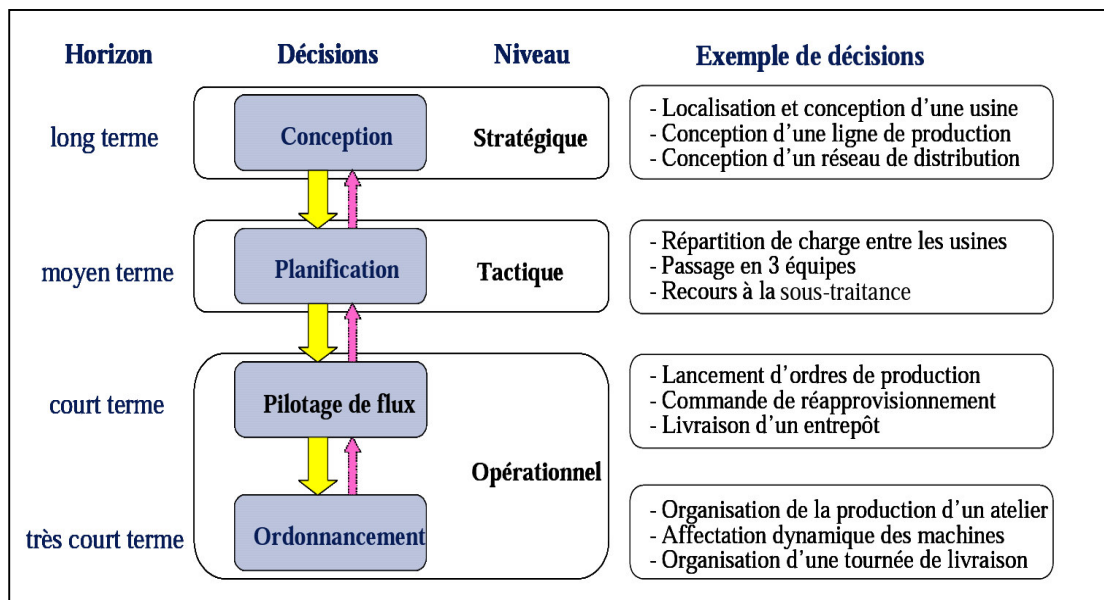 Horizon Décisions Niveau Exemple de décisions
long terme
Conception
Stratégique
- Localisation et conception d'une usine
- Conception d'une ligne de production
- Conception d'un réseau de distribution
moyen terme
Planification
Tactique
- Répartition de charge entre les usines
- Passage en 3 équipes
- Recours à la sous-traitance
court terme
Pilotage de flux
- Lancement d'ordres de production
- Commande de réapprovisionnement
- Livraison d'un entrepôt
Opérationnel
très court terme
Ordonnancement
- Organisation de la production d'un atelier
- Affectation dynamique des machines
- Organisation d'une tournée de livraison